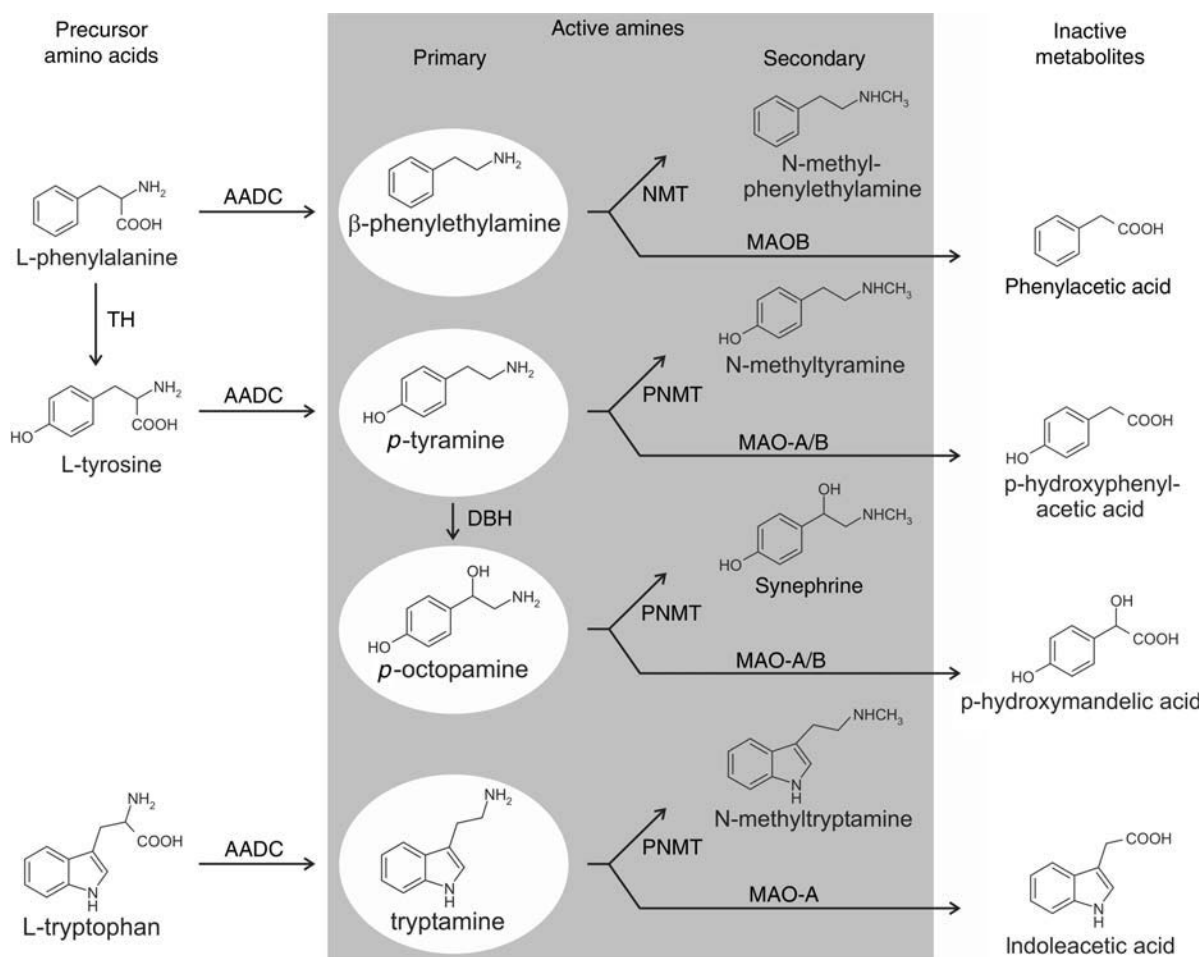 Precursor
amino acids
Active amines
Primary
Secondary
Inactive
metabolites
NH2
COOH
L-phenylalanine
AADC
NH2
β-phenylethylamine
NMT
NHCH3
N-methyl-
phenylethylamine
MAOB
COOH
Phenylacetic acid
TH
NH2
COOH
HO
L-tyrosine
AADC
NH2
HO
p-tyramine
PNMT
NHCH3
HO
N-methyltyramine
MAO-A/B
COOH
HO
p-hydroxyphenyl-
acetic acid
DBH
OH
NH2
HO
p-octopamine
PNMT
OH
NHCH3
HO
Synephrine
MAO-A/B
OH
COOH
HO
p-hydroxymandelic acid
NH2
COOH
N
H
L-tryptophan
AADC
NH2
N
H
tryptamine
PNMT
NHCH3
N
H
N-methyltryptamine
MAO-A
COOH
N
H
Indoleacetic acid